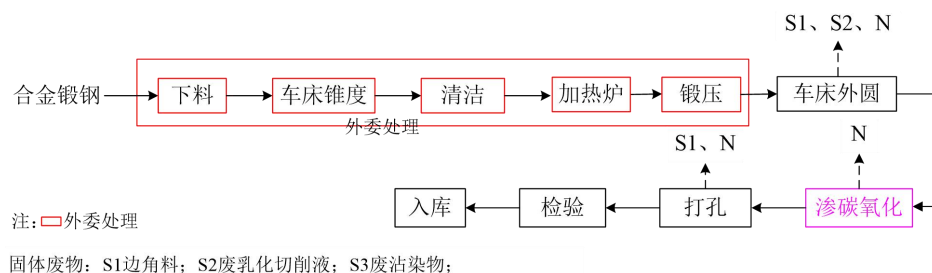 S1、S2、N
合金锻钢 下料 车床锥度 清洁 加热炉 锻压 车床外圆
外委处理
S1、N N
入库 检验 打孔 渗碳氧化
注: 外委处理
固体废物：S1边角料；S2废乳化切削液；S3废沾染物；